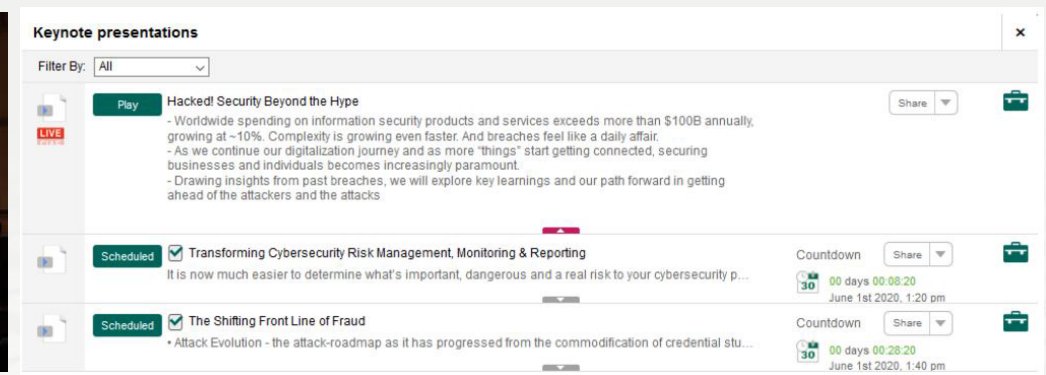 Keynote presentations
×
Filter By: All
Play
Hacked! Security Beyond the Hype
Share
LIVE
- Worldwide spending on information security products and services exceeds more than $100B annually,
growing at ~10%. Complexity is growing even faster. And breaches feel like a daily affair.
- As we continue our digitalization journey and as more “things” start getting connected, securing
businesses and individuals becomes increasingly paramount.
- Drawing insights from past breaches, we will explore key learnings and our path forward in getting
ahead of the attackers and the attacks
Scheduled
Transforming Cybersecurity Risk Management, Monitoring & Reporting
Countdown
Share
It is now much easier to determine what's important, dangerous and a real risk to your cybersecurity p...
30
00 days 00:08:20
June 1st 2020, 1:20 pm
Scheduled
The Shifting Front Line of Fraud
Countdown
Share
• Attack Evolution - the attack-roadmap as it has progressed from the commodification of credential stu...
30
00 days 00:28:20
June 1st 2020, 1:40 pm